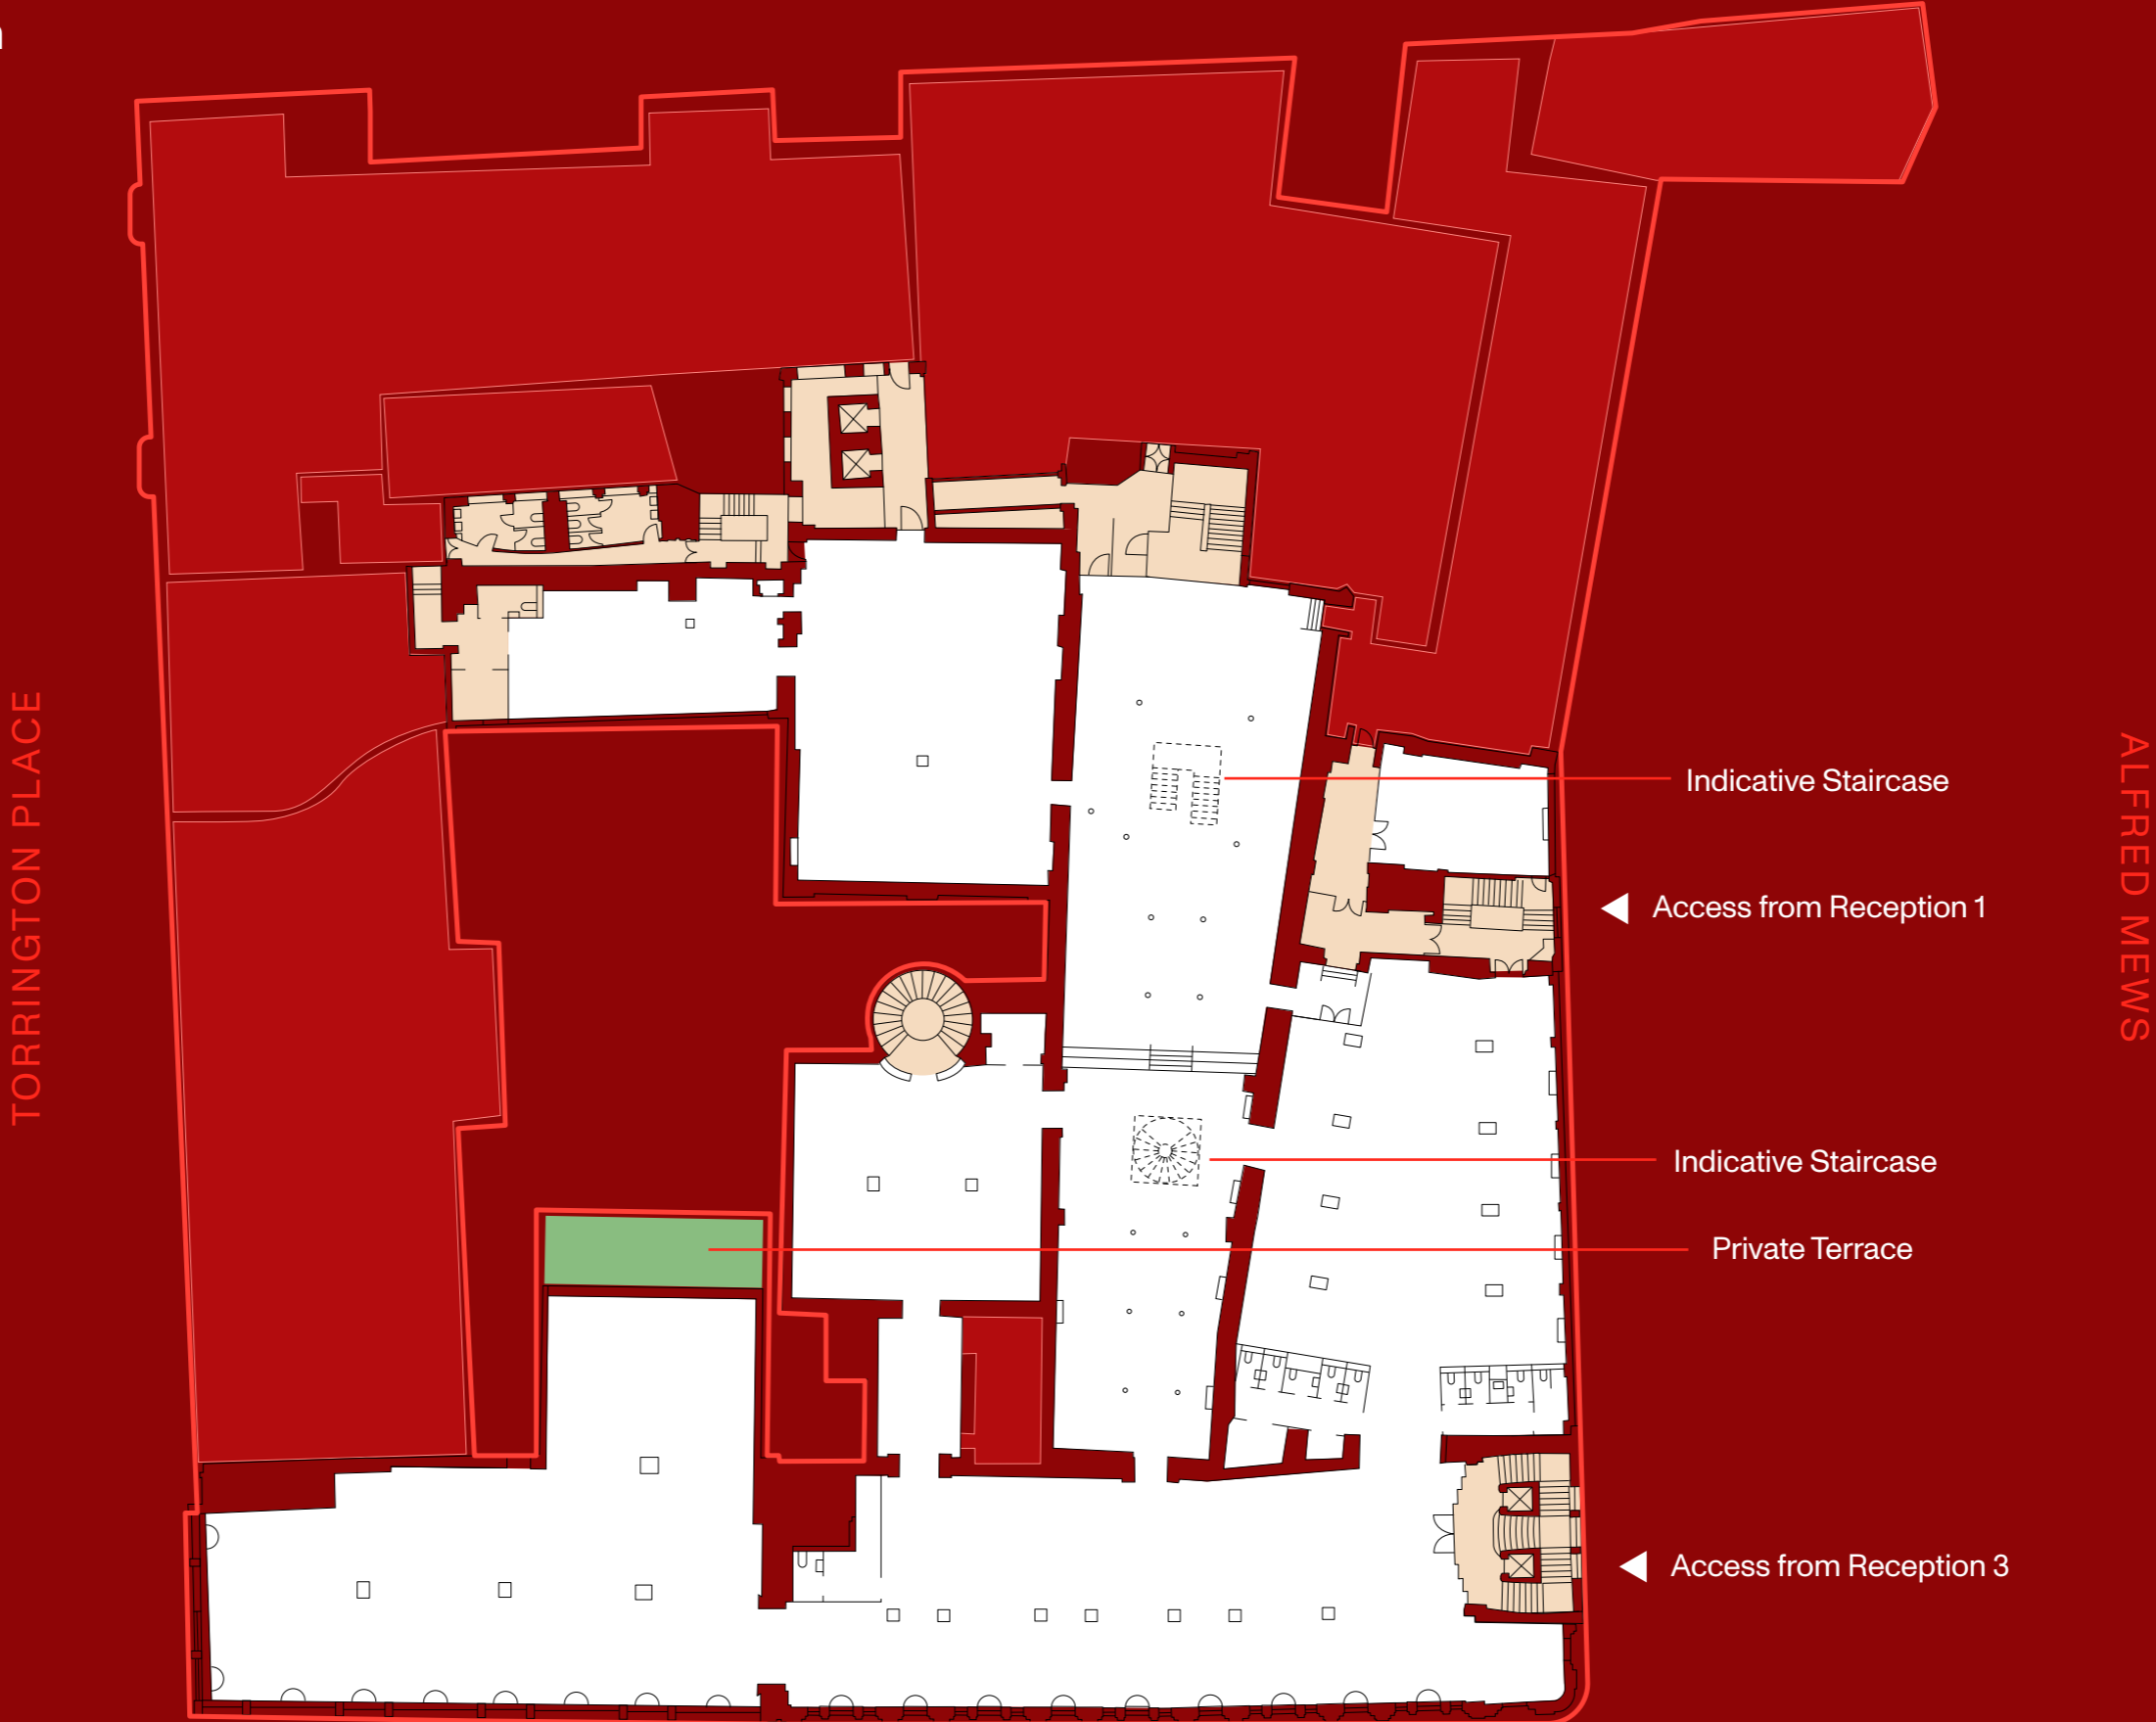 TORRINGTON PLACE
ALFRED MEWS
Indicative Staircase
Access from Reception 1
Indicative Staircase
Private Terrace
Access from Reception 3